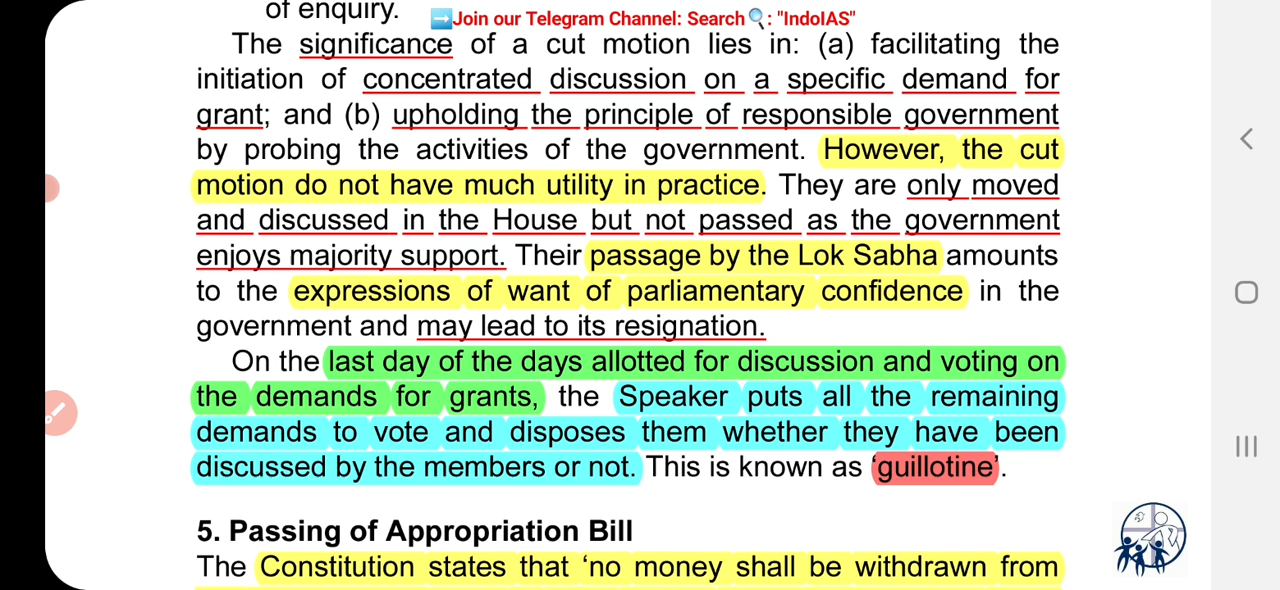 of enquiry.
Join our Telegram Channel: Search🔍: "IndoIAS"
The significance of a cut motion lies in: (a) facilitating the
initiation of concentrated discussion on a specific demand for
grant; and (b) upholding the principle of responsible government
by probing the activities of the government. However, the cut
motion do not have much utility in practice. They are only moved
and discussed in the House but not passed as the government
enjoys majority support. Their passage by the Lok Sabha amounts
to the expressions of want of parliamentary confidence in the
government and may lead to its resignation.
On the last day of the days allotted for discussion and voting on
the demands for grants, the Speaker puts all the remaining
demands to vote and disposes them whether they have been
discussed by the members or not. This is known as ‘guillotine’.
5. Passing of Appropriation Bill
The Constitution states that ‘no money shall be withdrawn from